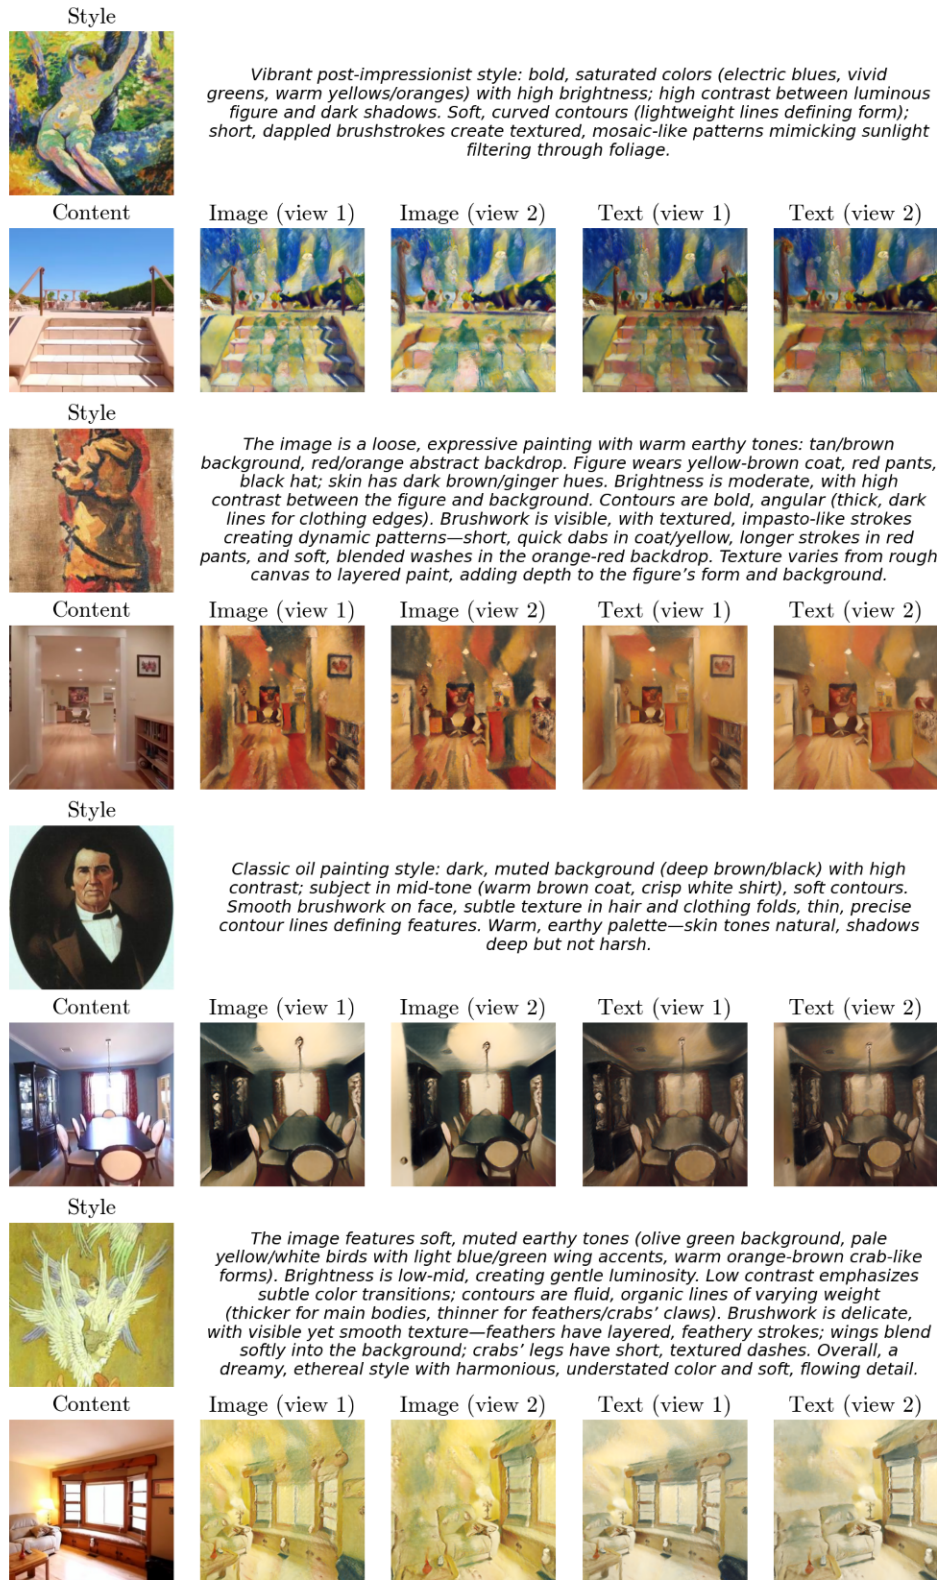 Style
Vibrant post-impressionist style: bold, saturated colors (electric blues, vivid
greens, warm yellows/oranges) with high brightness; high contrast between luminous
figure and dark shadows. Soft, curved contours (lightweight lines defining form);
short, dappled brushstrokes create textured, mosaic-like patterns mimicking sunlight
filtering through foliage.
Content Image (view 1) Image (view 2) Text (view 1) Text (view 2)
Style
The image is a loose, expressive painting with warm earthy tones: tan/brown
background, red/orange abstract backdrop. Figure wears yellow-brown coat, red pants,
black hat; skin has dark brown/ginger hues. Brightness is moderate, with high
contrast between the figure and background. Contours are bold, angular (thick, dark
lines for clothing edges). Brushwork is visible, with textured, impasto-like strokes
creating dynamic patterns—short, quick dabs in coat/yellow, longer strokes in red
pants, and soft, blended washes in the orange-red backdrop. Texture varies from rough
canvas to layered paint, adding depth to the figure’s form and background.
Content Image (view 1) Image (view 2) Text (view 1) Text (view 2)
Style
Classic oil painting style: dark, muted background (deep brown/black) with high
contrast; subject in mid-tone (warm brown coat, crisp white shirt), soft contours.
Smooth brushwork on face, subtle texture in hair and clothing folds, thin, precise
contour lines defining features. Warm, earthy palette—skin tones natural, shadows
deep but not harsh.
Content Image (view 1) Image (view 2) Text (view 1) Text (view 2)
Style
The image features soft, muted earthy tones (olive green background, pale
yellow/white birds with light blue/green wing accents, warm orange-brown crab-like
forms). Brightness is low-mid, creating gentle luminosity. Low contrast emphasizes
subtle color transitions; contours are fluid, organic lines of varying weight
(thicker for main bodies, thinner for feathers/crabs’ claws). Brushwork is delicate,
with visible yet smooth texture—feathers have layered, feathery strokes; wings blend
softly into the background; crabs’ legs have short, textured dashes. Overall, a
dreamy, ethereal style with harmonious, understated color and soft, flowing detail.
Content Image (view 1) Image (view 2) Text (view 1) Text (view 2)